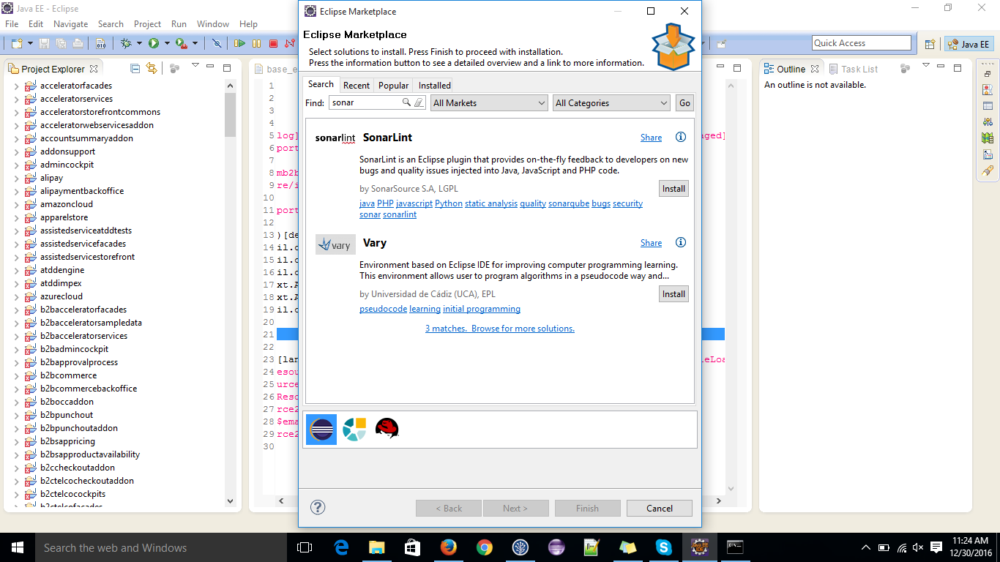 Java EE - Eclipse
File Edit Navigate Search Project Run Window Help
Quick Access
Java EE
Project Explorer
acceleratorfacades
acceleratorservices
acceleratorstorefrontcommons
acceleratorwebservicesaddon
accountsummaryaddon
addonsupport
admincockpit
alipay
alipaymentbackoffice
amazoncloud
apparelstore
assistedserviceatddtests
assistedservicefacades
assistedservicestorefront
atddengine
atddimpex
azurecloud
b2bacceleratorfacades
b2bacceleratorsampledata
b2bacceleratorservices
b2badmincockpit
b2bapprovalprocess
b2bcommerce
b2bcommercebackoffice
b2boccaddon
b2bpunchout
b2bpunchoutaddon
b2bsappricing
b2bsapproductavailability
b2ccheckoutaddon
b2ctelcocheckoutaddon
b2ctelcocockpits
b2ctelcofacades
base_e
1
2
3
4
5 log] aged]
6 port
7
8 mb2b
9 re/i
10
11 port
12
13 )[de
14 il.c
15 il.c
16 il.c
17 xt.A
18 xt.A
19 il.c
20
21
22
23 [lan leLoa
24 esou
25 urce
26 Reso
27 rce2
28 $ema
29 rce2
30
Eclipse Marketplace
Eclipse Marketplace
Select solutions to install. Press Finish to proceed with installation.
Press the information button to see a detailed overview and a link to more information.
Search Recent Popular Installed
Find: sonar All Markets All Categories Go
sonarlint SonarLint Share
SonarLint is an Eclipse plugin that provides on-the-fly feedback to developers on new
bugs and quality issues injected into Java, JavaScript and PHP code.
by SonarSource S.A, LGPL Install
java PHP javascript Python static analysis quality sonarqube bugs security
sonar sonarlint
vary Vary Share
Environment based on Eclipse IDE for improving computer programming learning.
This environment allows user to program algorithms in a pseudocode way and...
by Universidad de Cádiz (UCA), EPL Install
pseudocode learning initial programming
3 matches. Browse for more solutions.
? < Back Next > Finish Cancel
Outline Task List
An outline is not available.
Search the web and Windows
JAVA EE
IDE
11:24 AM
12/30/2016